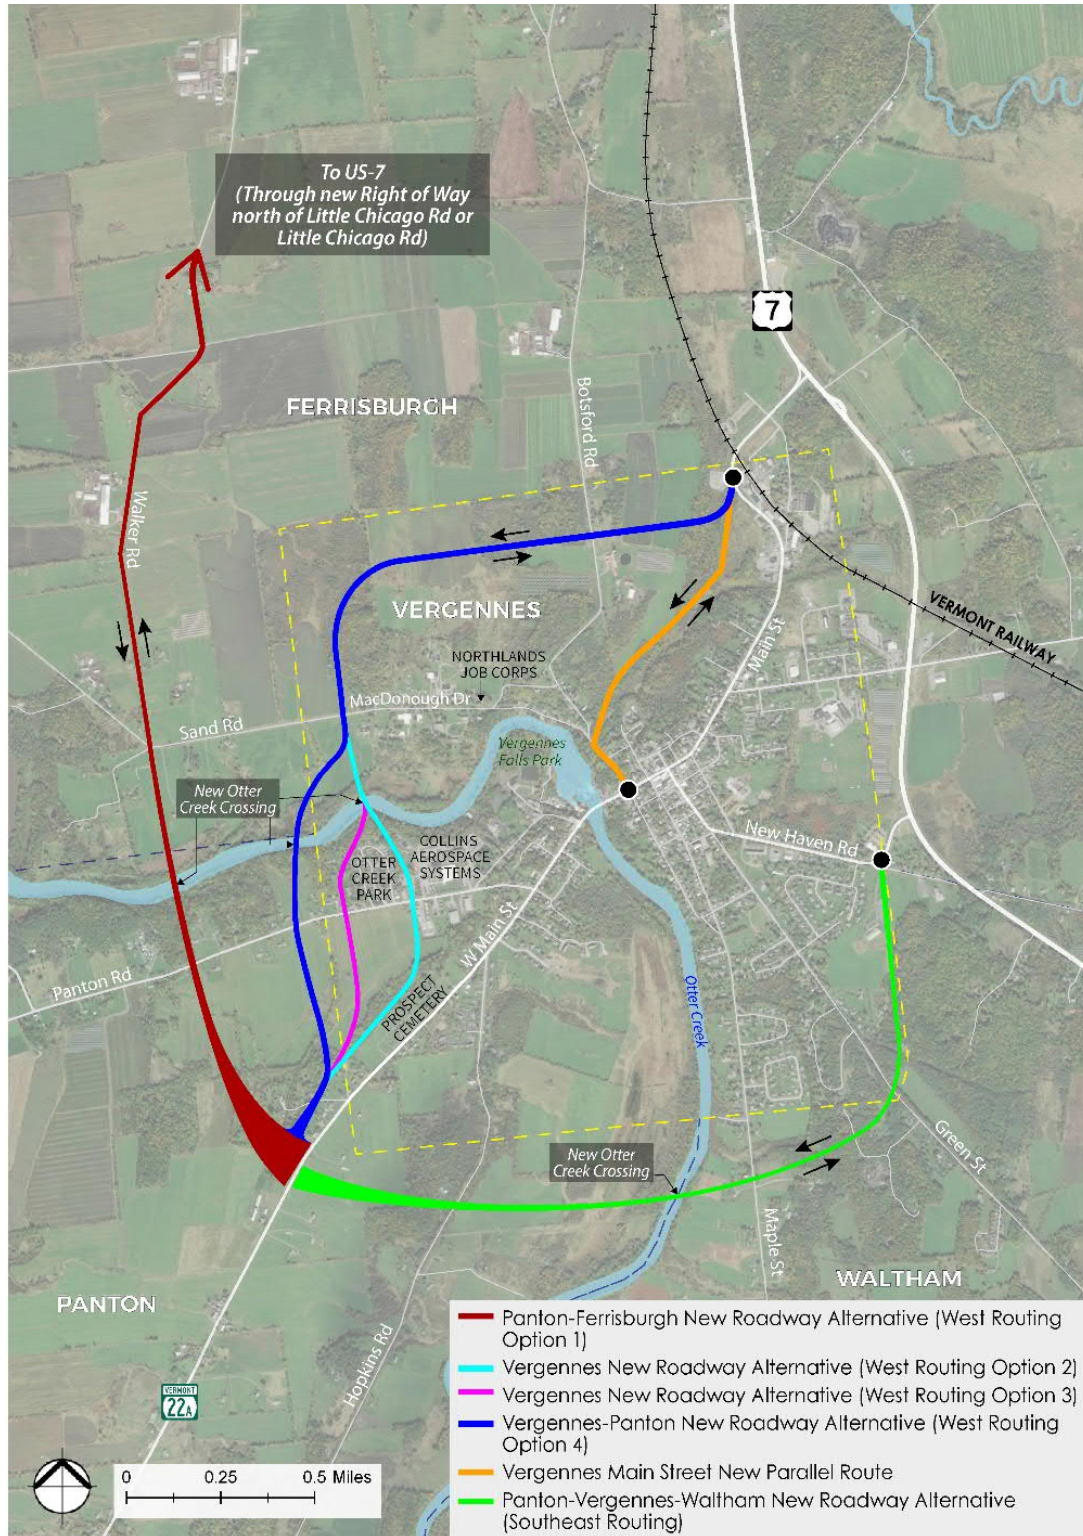 To US-7
(Through new Right of Way
north of Little Chicago Rd or
Little Chicago Rd)
7
FERRISBURGH
Botsford Rd
Walker Rd
VERGENNES
VERMONT RAILWAY
NORTHLANDS
JOB CORPS
Main St
MacDonough Dr
Sand Rd
Vergennes
Falls Park
New Otter
Creek Crossing
New Haven Rd
COLLINS
AEROSPACE
SYSTEMS
OTTER
CREEK
PARK
W Main St
Panton Rd
PROSPECT
CEMETERY
Otter Creek
Green St
New Otter
Creek Crossing
Maple St
WALTHAM
PANTON
Hopkins Rd
VERMONT
22A
0 0.25 0.5 Miles
Panton-Ferrisburgh New Roadway Alternative (West Routing
Option 1)
Vergennes New Roadway Alternative (West Routing Option 2)
Vergennes New Roadway Alternative (West Routing Option 3)
Vergennes-Panton New Roadway Alternative (West Routing
Option 4)
Vergennes Main Street New Parallel Route
Panton-Vergennes-Waltham New Roadway Alternative
(Southeast Routing)